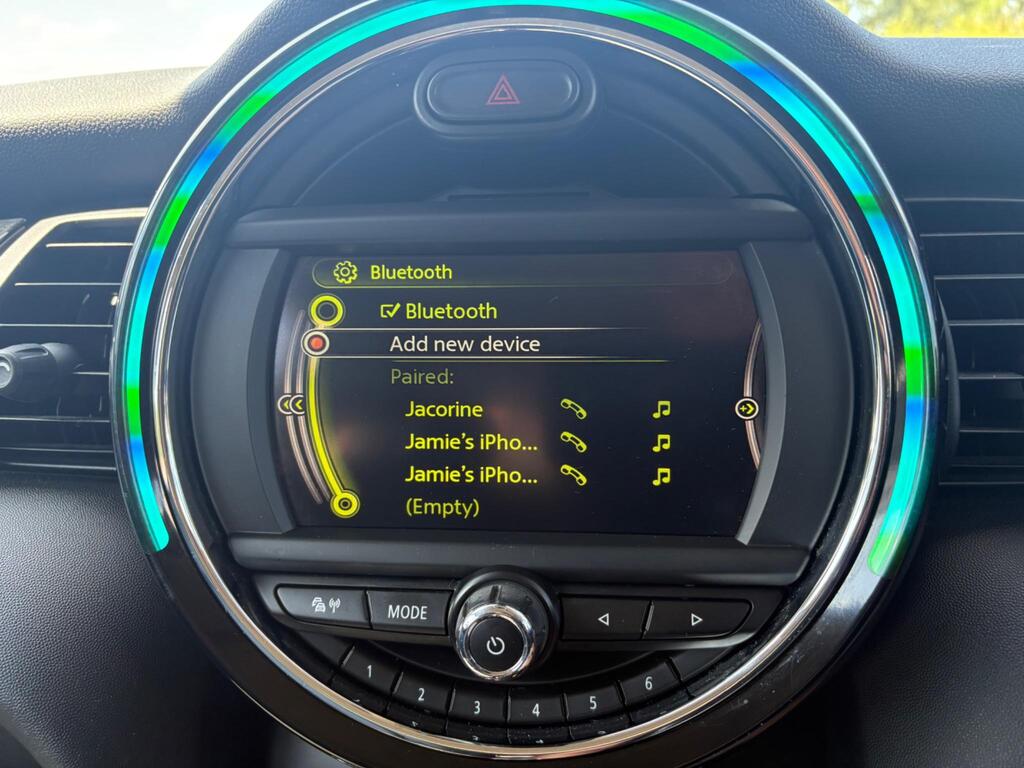 Bluetooth
Bluetooth
Add new device
Paired:
Jacorine
Jamie's iPho...
Jamie's iPho...
(Empty)
MODE
1 2 3 4 5 6